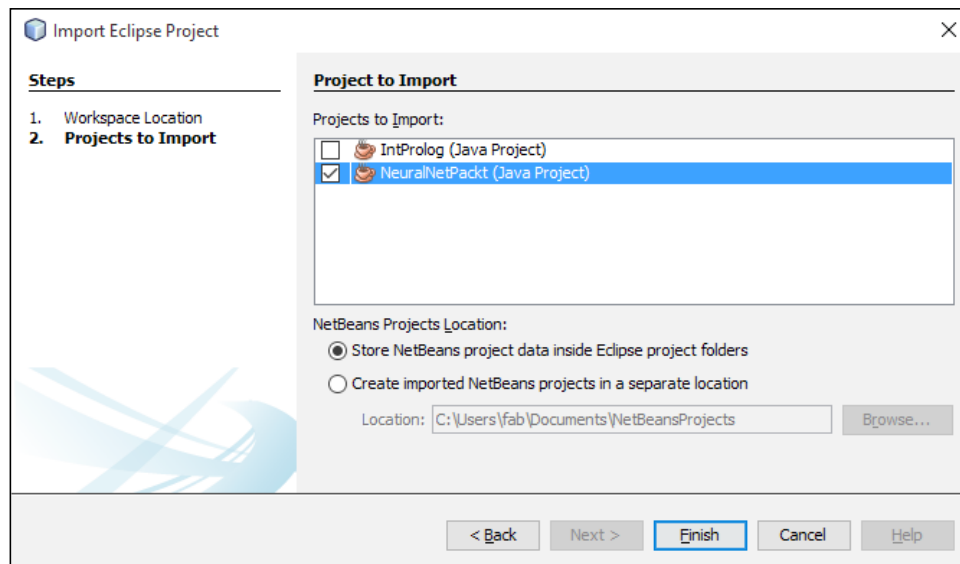 Import Eclipse Project
Steps
1. Workspace Location
2. Projects to Import
Project to Import
Projects to Import:
IntProlog (Java Project)
NeuralNetPackt (Java Project)
NetBeans Projects Location:
Store NetBeans project data inside Eclipse project folders
Create imported NetBeans projects in a separate location
Location: C:\Users\fab\Documents\NetBeansProjects Browse...
< Back Next > Finish Cancel Help